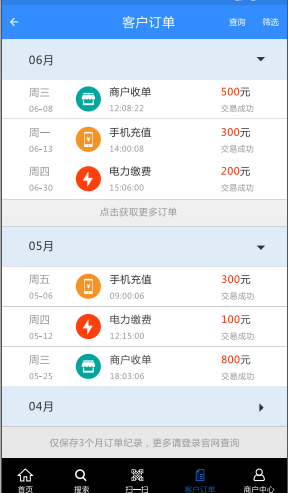 客户订单 查询 筛选
06月
周三 商户收单 500元
06-08 12:08:22 交易成功
周一 手机充值 300元
06-13 14:00:08 交易成功
周四 电力缴费 200元
06-30 15:06:00 交易成功
点击获取更多订单
05月
周五 手机充值 300元
05-06 09:00:06 交易成功
周四 电力缴费 100元
05-12 12:15:00 交易成功
周三 商户收单 800元
05-25 18:03:06 交易成功
04月
仅保存3个月订单纪录，更多请登录官网查询
首页 搜索 扫一扫 客户订单 商户中心